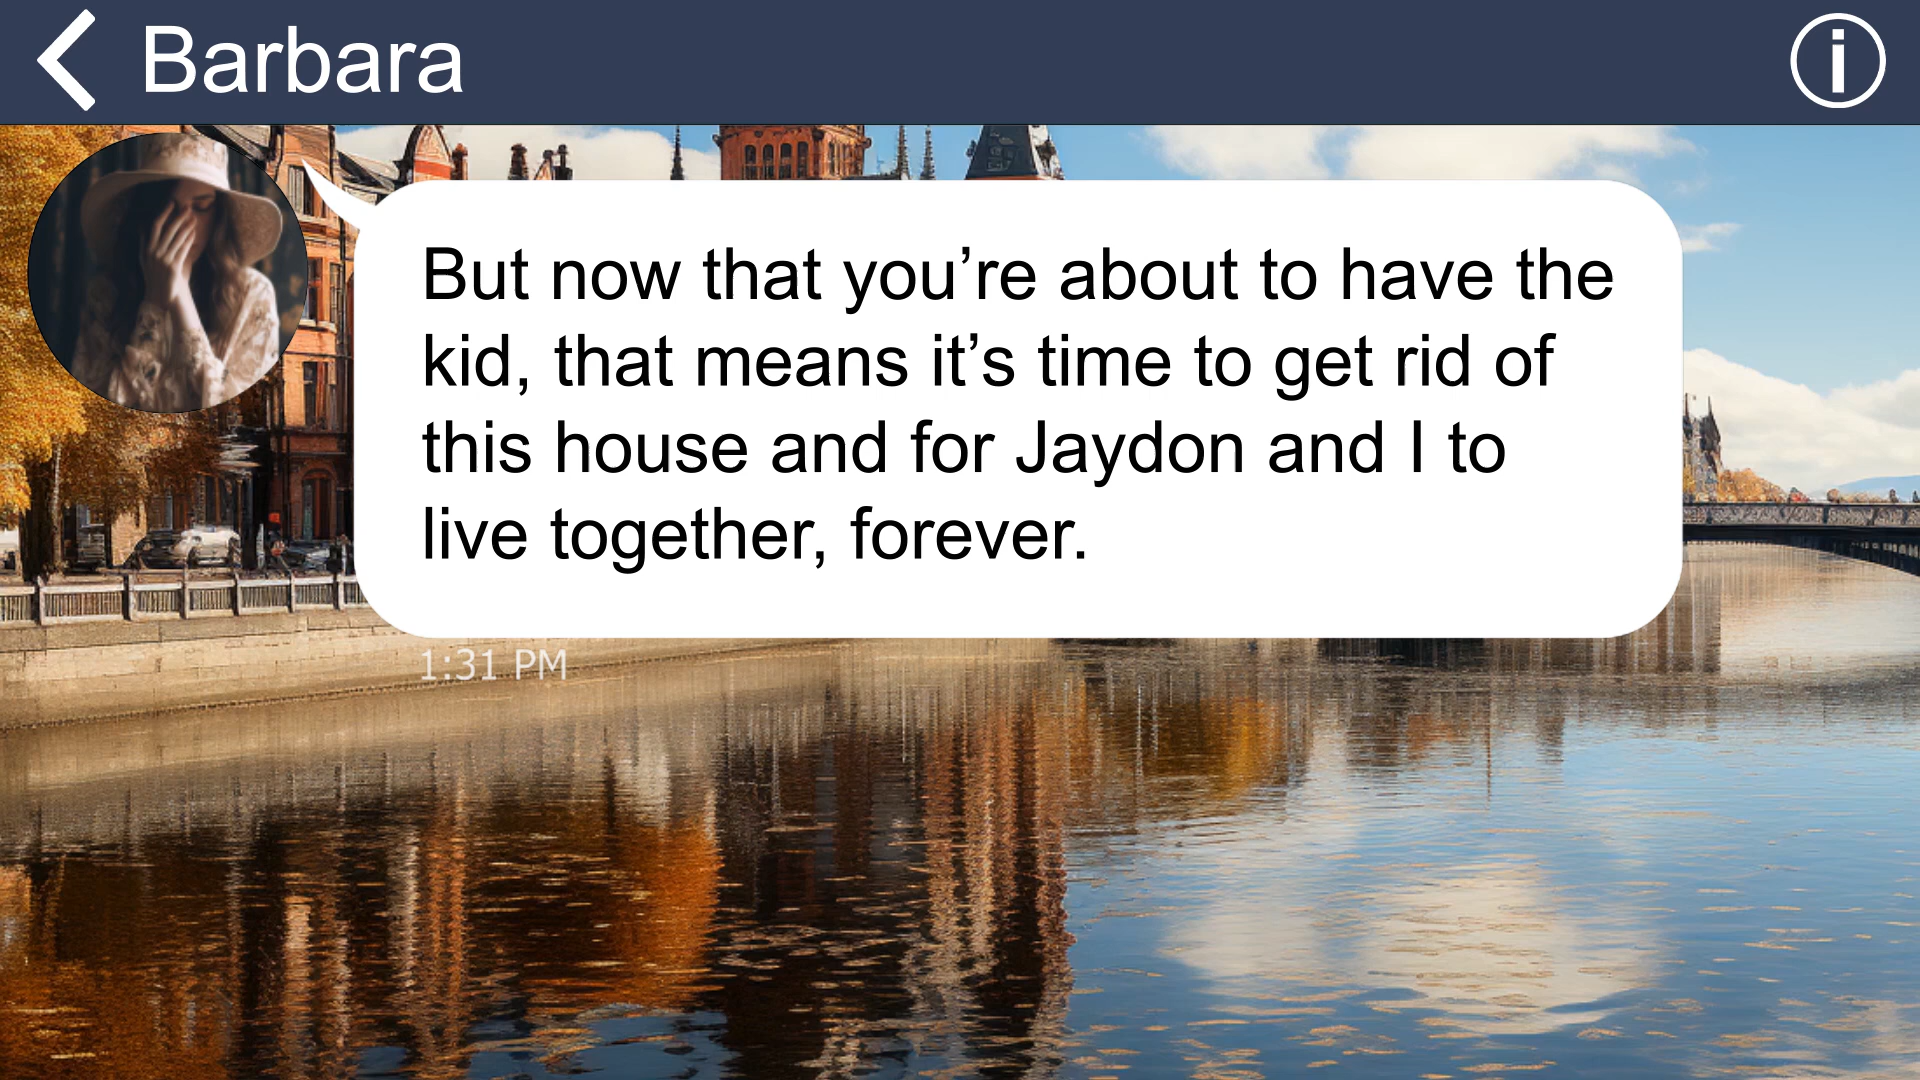 Barbara
But now that you’re about to have the
kid, that means it’s time to get rid of
this house and for Jaydon and I to
live together, forever.
1:31 PM